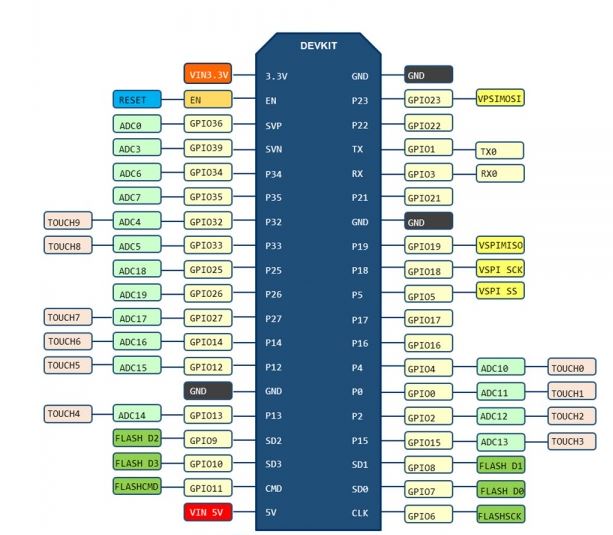 DEVKIT
VIN3.3V 3.3V GND GND
RESET EN EN P23 GPIO23 VPSIMOSI
ADC0 GPIO36 SVP P22 GPIO22
ADC3 GPIO39 SVN TX GPIO1 TX0
ADC6 GPIO34 P34 RX GPIO3 RX0
ADC7 GPIO35 P35 P21 GPIO21
TOUCH9 ADC4 GPIO32 P32 GND GND
TOUCH8 ADC5 GPIO33 P33 P19 GPIO19 VSPIMISO
ADC18 GPIO25 P25 P18 GPIO18 VSPI SCK
ADC19 GPIO26 P26 P5 GPIO5 VSPI SS
TOUCH7 ADC17 GPIO27 P27 P17 GPIO17
TOUCH6 ADC16 GPIO14 P14 P16 GPIO16
TOUCH5 ADC15 GPIO12 P12 P4 GPIO4 ADC10 TOUCH0
GND GND P0 GPIO0 ADC11 TOUCH1
TOUCH4 ADC14 GPIO13 P13 P2 GPIO2 ADC12 TOUCH2
FLASH D2 GPIO9 SD2 P15 GPIO15 ADC13 TOUCH3
FLASH D3 GPIO10 SD3 SD1 GPIO8 FLASH D1
FLASHCMD GPIO11 CMD SD0 GPIO7 FLASH D0
VIN 5V 5V CLK GPIO6 FLASHSCK